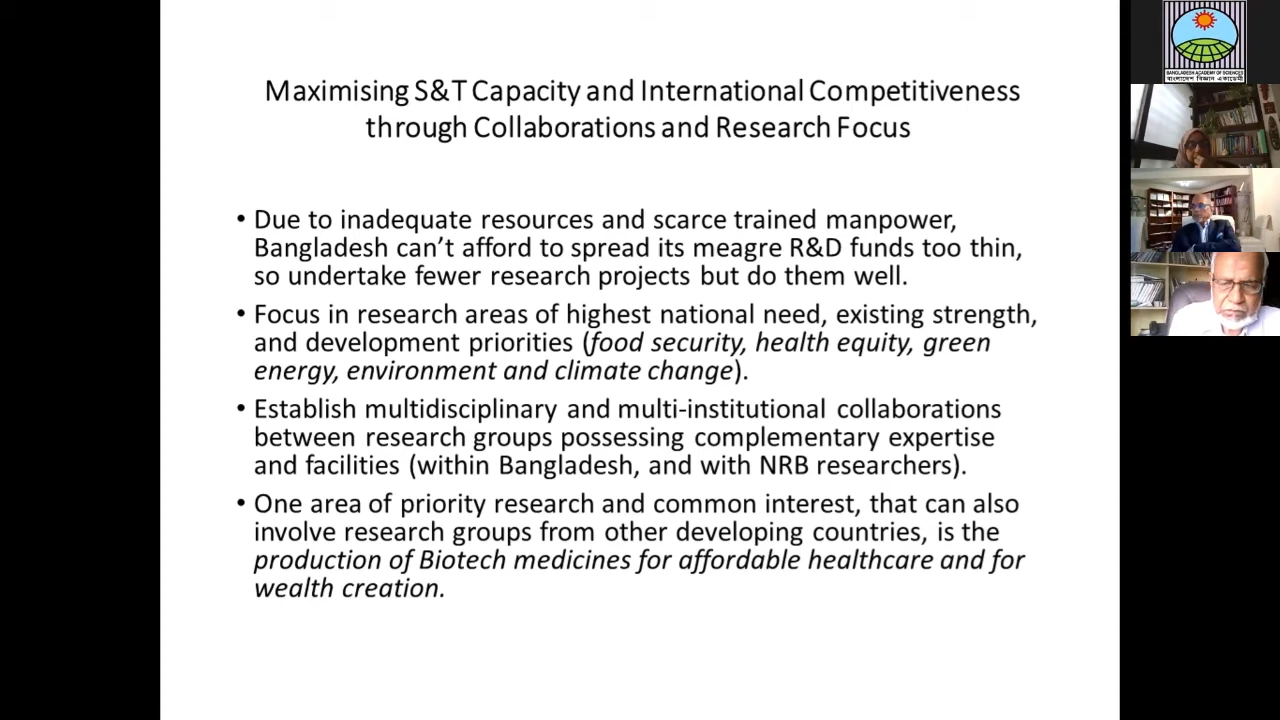 Maximising S&T Capacity and International Competitiveness
through Collaborations and Research Focus
• Due to inadequate resources and scarce trained manpower,
Bangladesh can’t afford to spread its meagre R&D funds too thin,
so undertake fewer research projects but do them well.
• Focus in research areas of highest national need, existing strength,
and development priorities (food security, health equity, green
energy, environment and climate change).
• Establish multidisciplinary and multi-institutional collaborations
between research groups possessing complementary expertise
and facilities (within Bangladesh, and with NRB researchers).
• One area of priority research and common interest, that can also
involve research groups from other developing countries, is the
production of Biotech medicines for affordable healthcare and for
wealth creation.
BANGLADESH ACADEMY OF SCIENCES
বাংলাদেশ বিজ্ঞান একাডেমী